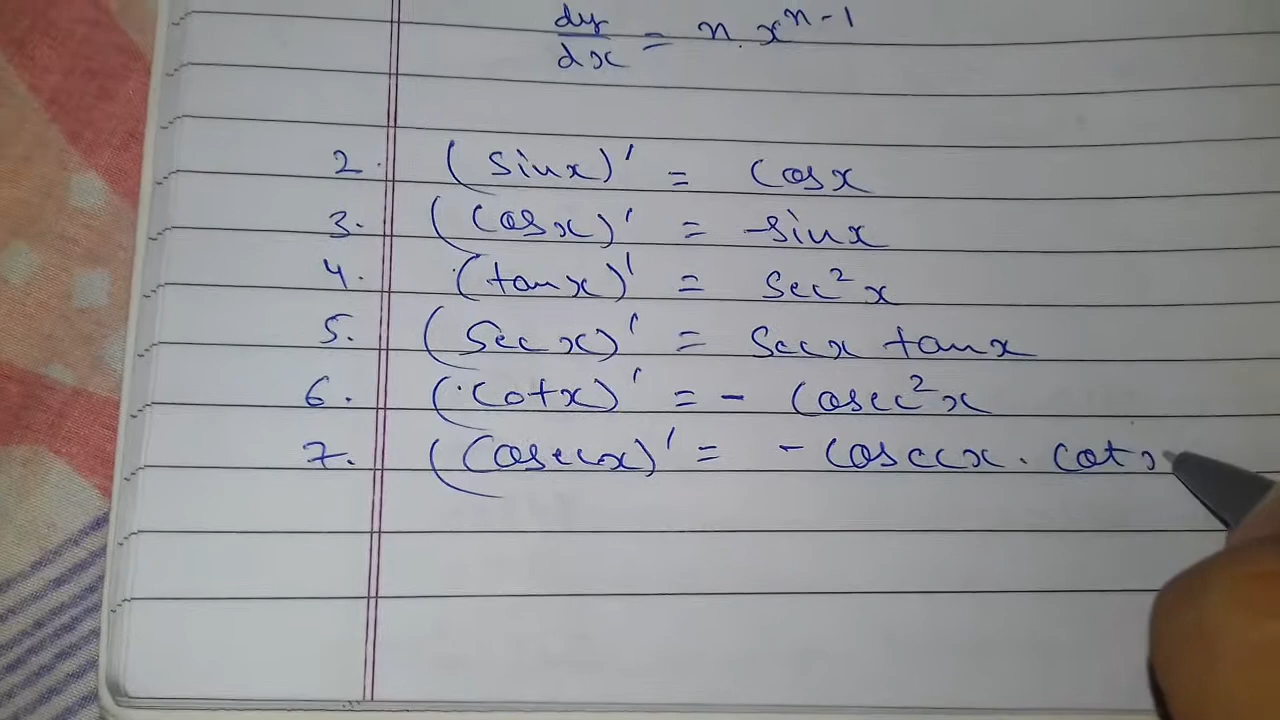 dy/dx = n.x^n-1
2. (sinx)' = Cosx
3. (Cosx)' = -sinx
4. (tanx)' = Sec²x
5. (Secx)' = Secx tanx
6. (Cotx)' = - Cosec²x
7. (Cosecx)' = - Cosecx . Cotx